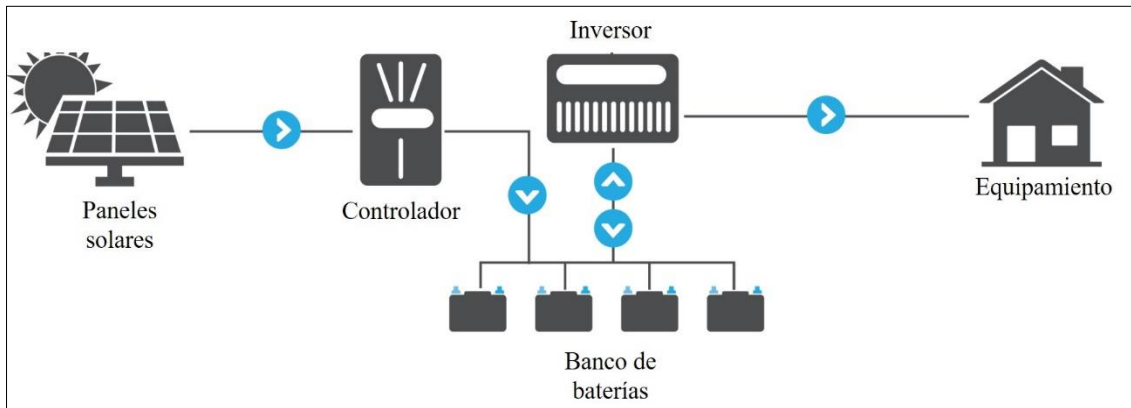 Inversor
Paneles
solares
Controlador
Equipamiento
Banco de
baterías